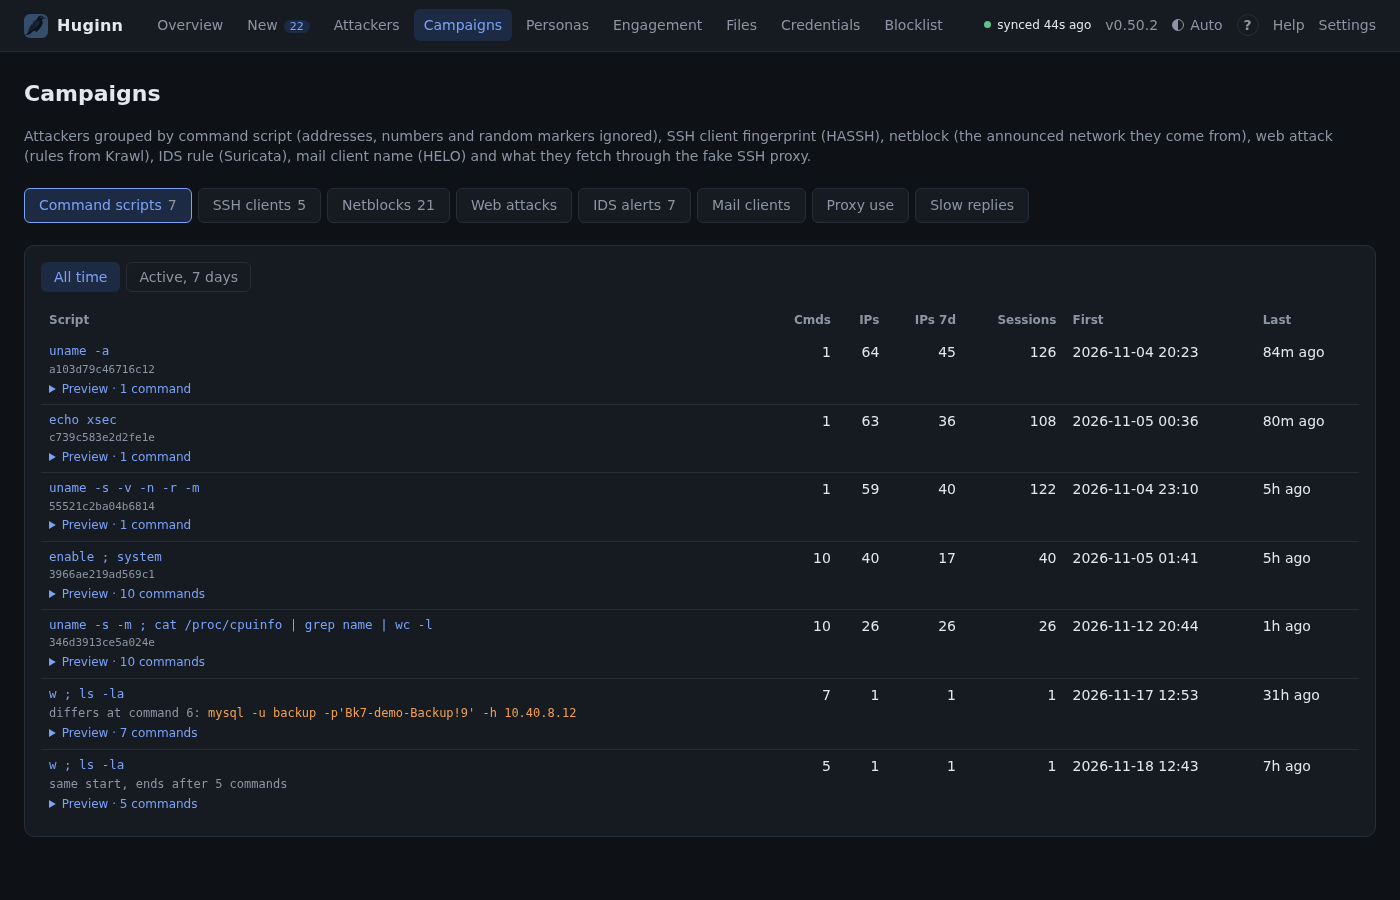 Huginn Overview New 22 Attackers Campaigns Personas Engagement Files Credentials Blocklist synced 44s ago v0.50.2 Auto ? Help Settings
Campaigns
Attackers grouped by command script (addresses, numbers and random markers ignored), SSH client fingerprint (HASSH), netblock (the announced network they come from), web attack
(rules from Krawl), IDS rule (Suricata), mail client name (HELO) and what they fetch through the fake SSH proxy.
Command scripts 7 SSH clients 5 Netblocks 21 Web attacks IDS alerts 7 Mail clients Proxy use Slow replies
All time Active, 7 days
Script Cmds IPs IPs 7d Sessions First Last
uname -a 1 64 45 126 2026-11-04 20:23 84m ago
a103d79c46716c12
Preview · 1 command
echo xsec 1 63 36 108 2026-11-05 00:36 80m ago
c739c583e2d2fe1e
Preview · 1 command
uname -s -v -n -r -m 1 59 40 122 2026-11-04 23:10 5h ago
55521c2ba04b6814
Preview · 1 command
enable ; system 10 40 17 40 2026-11-05 01:41 5h ago
3966ae219ad569c1
Preview · 10 commands
uname -s -m ; cat /proc/cpuinfo | grep name | wc -l 10 26 26 26 2026-11-12 20:44 1h ago
346d3913ce5a024e
Preview · 10 commands
w ; ls -la 7 1 1 1 2026-11-17 12:53 31h ago
differs at command 6: mysql -u backup -p'Bk7-demo-Backup!9' -h 10.40.8.12
Preview · 7 commands
w ; ls -la 5 1 1 1 2026-11-18 12:43 7h ago
same start, ends after 5 commands
Preview · 5 commands